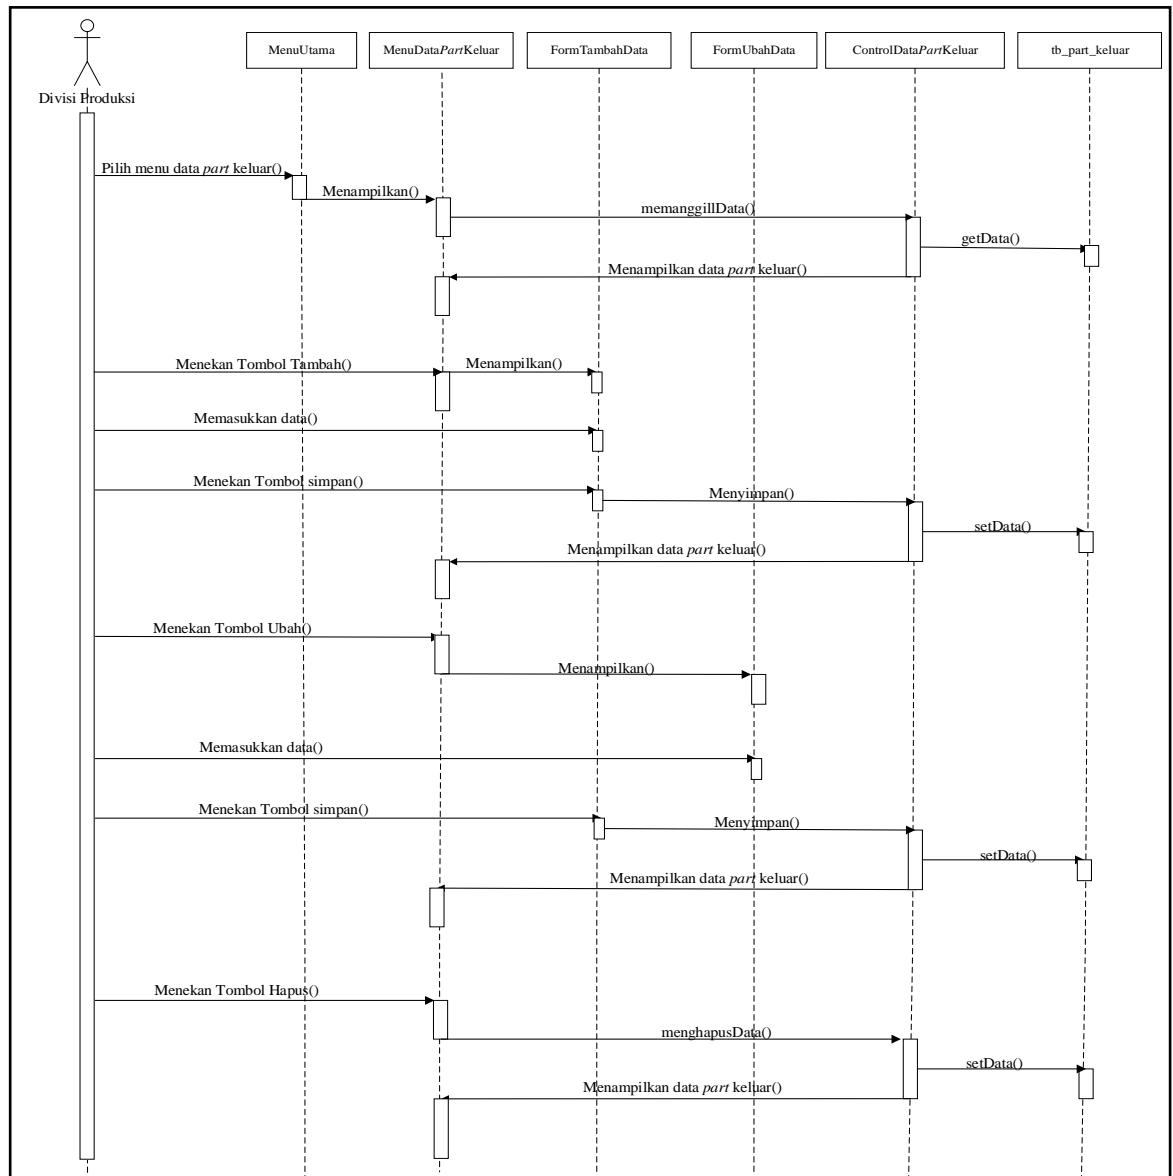 MenuUtama
MenuDataPartKeluar
FormTambahData
FormUbahData
ControlDataPartKeluar
tb_part_keluar
Divisi Produksi
Pilih menu data part keluar()
Menampilkan()
memanggillData()
getData()
Menampilkan data part keluar()
Menekan Tombol Tambah()
Menampilkan()
Memasukkan data()
Menekan Tombol simpan()
Menyimpan()
setData()
Menampilkan data part keluar()
Menekan Tombol Ubah()
Menampilkan()
Memasukkan data()
Menekan Tombol simpan()
Menyimpan()
setData()
Menampilkan data part keluar()
Menekan Tombol Hapus()
menghapusData()
setData()
Menampilkan data part keluar()